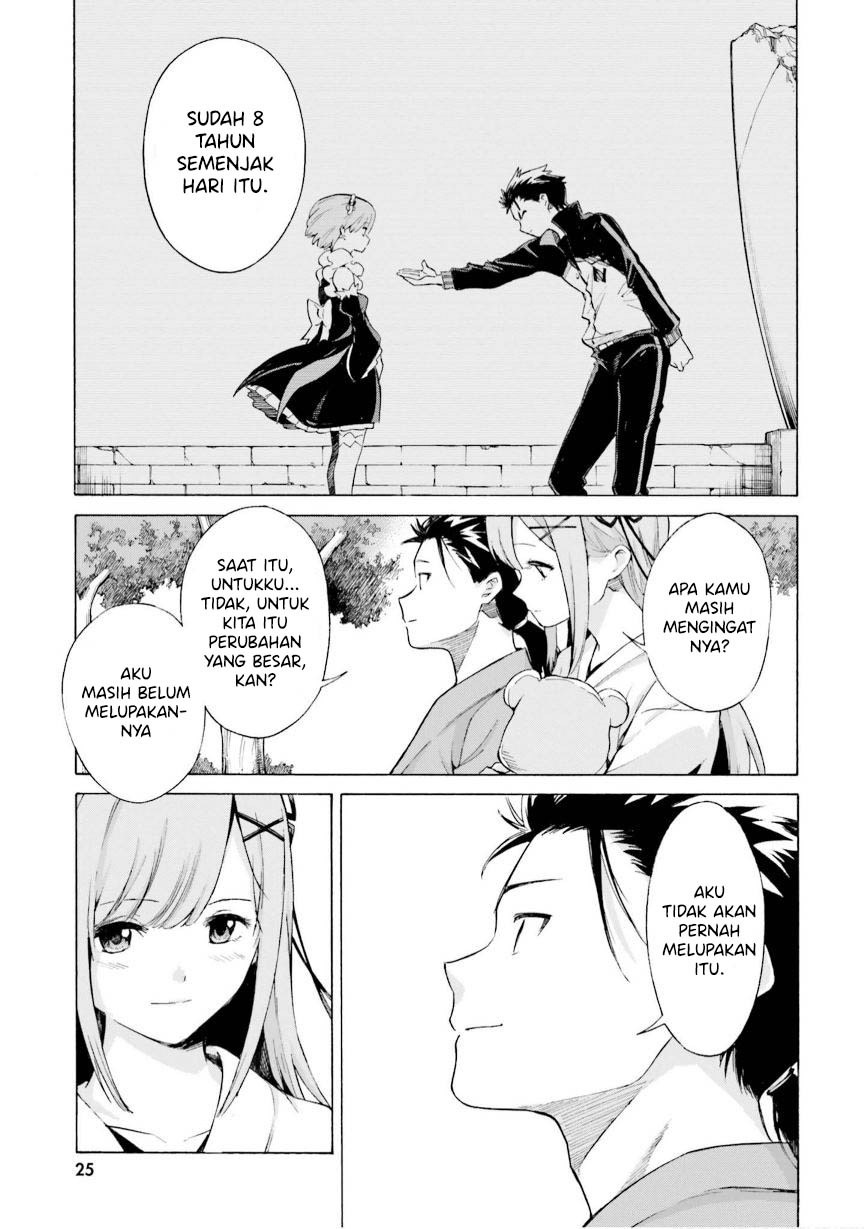 SUDAH 8
TAHUN
SEMENJAK
HARI ITU.
APA KAMU
MASIH
MENGINGAT
NYA?
SAAT ITU,
UNTUKKU...
TIDAK, UNTUK
KITA ITU
PERUBAHAN
YANG BESAR,
KAN?
AKU
MASIH BELUM
MELUPAKAN-
NYA
AKU
TIDAK AKAN
PERNAH
MELUPAKAN
ITU.
25